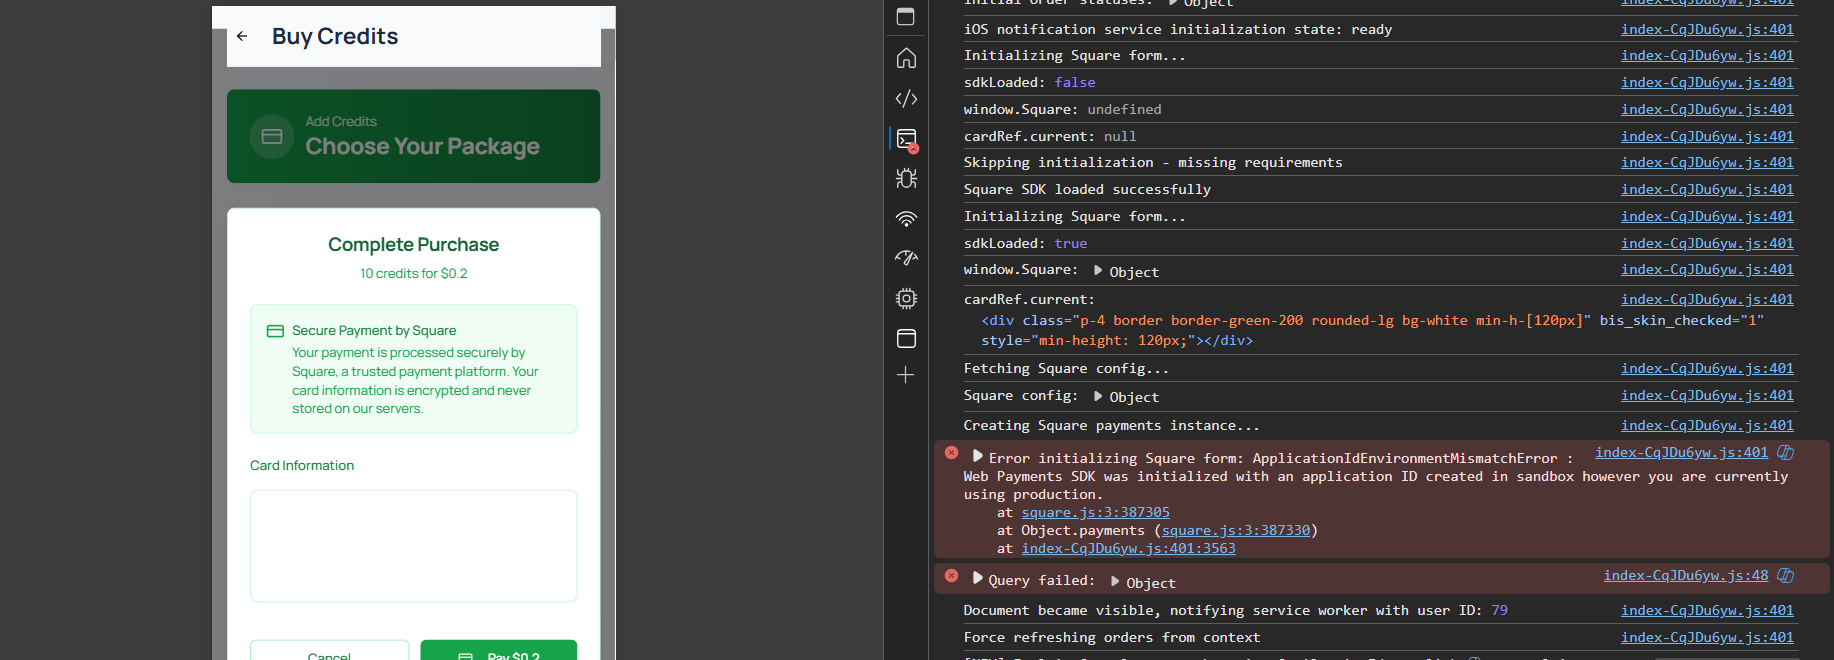 Buy Credits
Add Credits
Choose Your Package
Complete Purchase
10 credits for $0.2
Secure Payment by Square
Your payment is processed securely by
Square, a trusted payment platform. Your
card information is encrypted and never
stored on our servers.
Card Information
Cancel
Pay $0.2
Initial Order statuses: Object index-CqJDu6yw.js:401
iOS notification service initialization state: ready index-CqJDu6yw.js:401
Initializing Square form... index-CqJDu6yw.js:401
sdkLoaded: false index-CqJDu6yw.js:401
window.Square: undefined index-CqJDu6yw.js:401
cardRef.current: null index-CqJDu6yw.js:401
Skipping initialization - missing requirements index-CqJDu6yw.js:401
Square SDK loaded successfully index-CqJDu6yw.js:401
Initializing Square form... index-CqJDu6yw.js:401
sdkLoaded: true index-CqJDu6yw.js:401
window.Square: Object index-CqJDu6yw.js:401
cardRef.current: index-CqJDu6yw.js:401
<div class="p-4 border border-green-200 rounded-lg bg-white min-h-[120px]" bis_skin_checked="1"
style="min-height: 120px;"></div>
Fetching Square config... index-CqJDu6yw.js:401
Square config: Object index-CqJDu6yw.js:401
Creating Square payments instance... index-CqJDu6yw.js:401
Error initializing Square form: ApplicationIdEnvironmentMismatchError : index-CqJDu6yw.js:401
Web Payments SDK was initialized with an application ID created in sandbox however you are currently
using production.
at square.js:3:387305
at Object.payments (square.js:3:387330)
at index-CqJDu6yw.js:401:3563
Query failed: Object index-CqJDu6yw.js:48
Document became visible, notifying service worker with user ID: 79 index-CqJDu6yw.js:401
Force refreshing orders from context index-CqJDu6yw.js:401